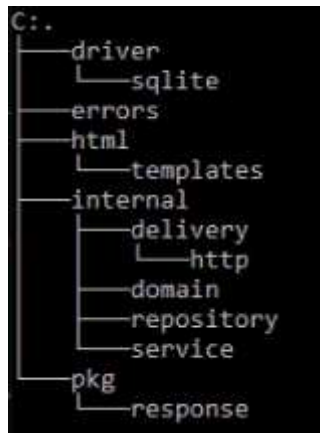 C:.
├───driver
│   └───sqlite
├───errors
├───html
│   └───templates
├───internal
│   ├───delivery
│   │   └───http
│   ├───domain
│   ├───repository
│   └───service
└───pkg
    └───response